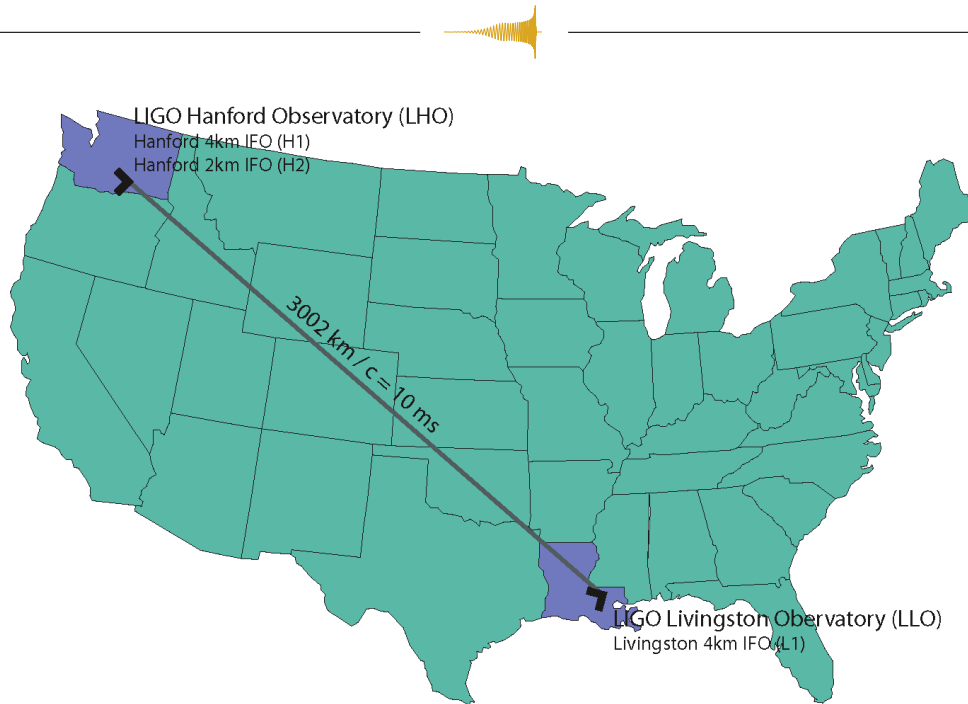 LIGO Hanford Observatory (LHO)
Hanford 4km IFO (H1)
Hanford 2km IFO (H2)
3002 km / c = 10 ms
LIGO Livingston Obervatory (LLO)
Livingston 4km IFO (L1)